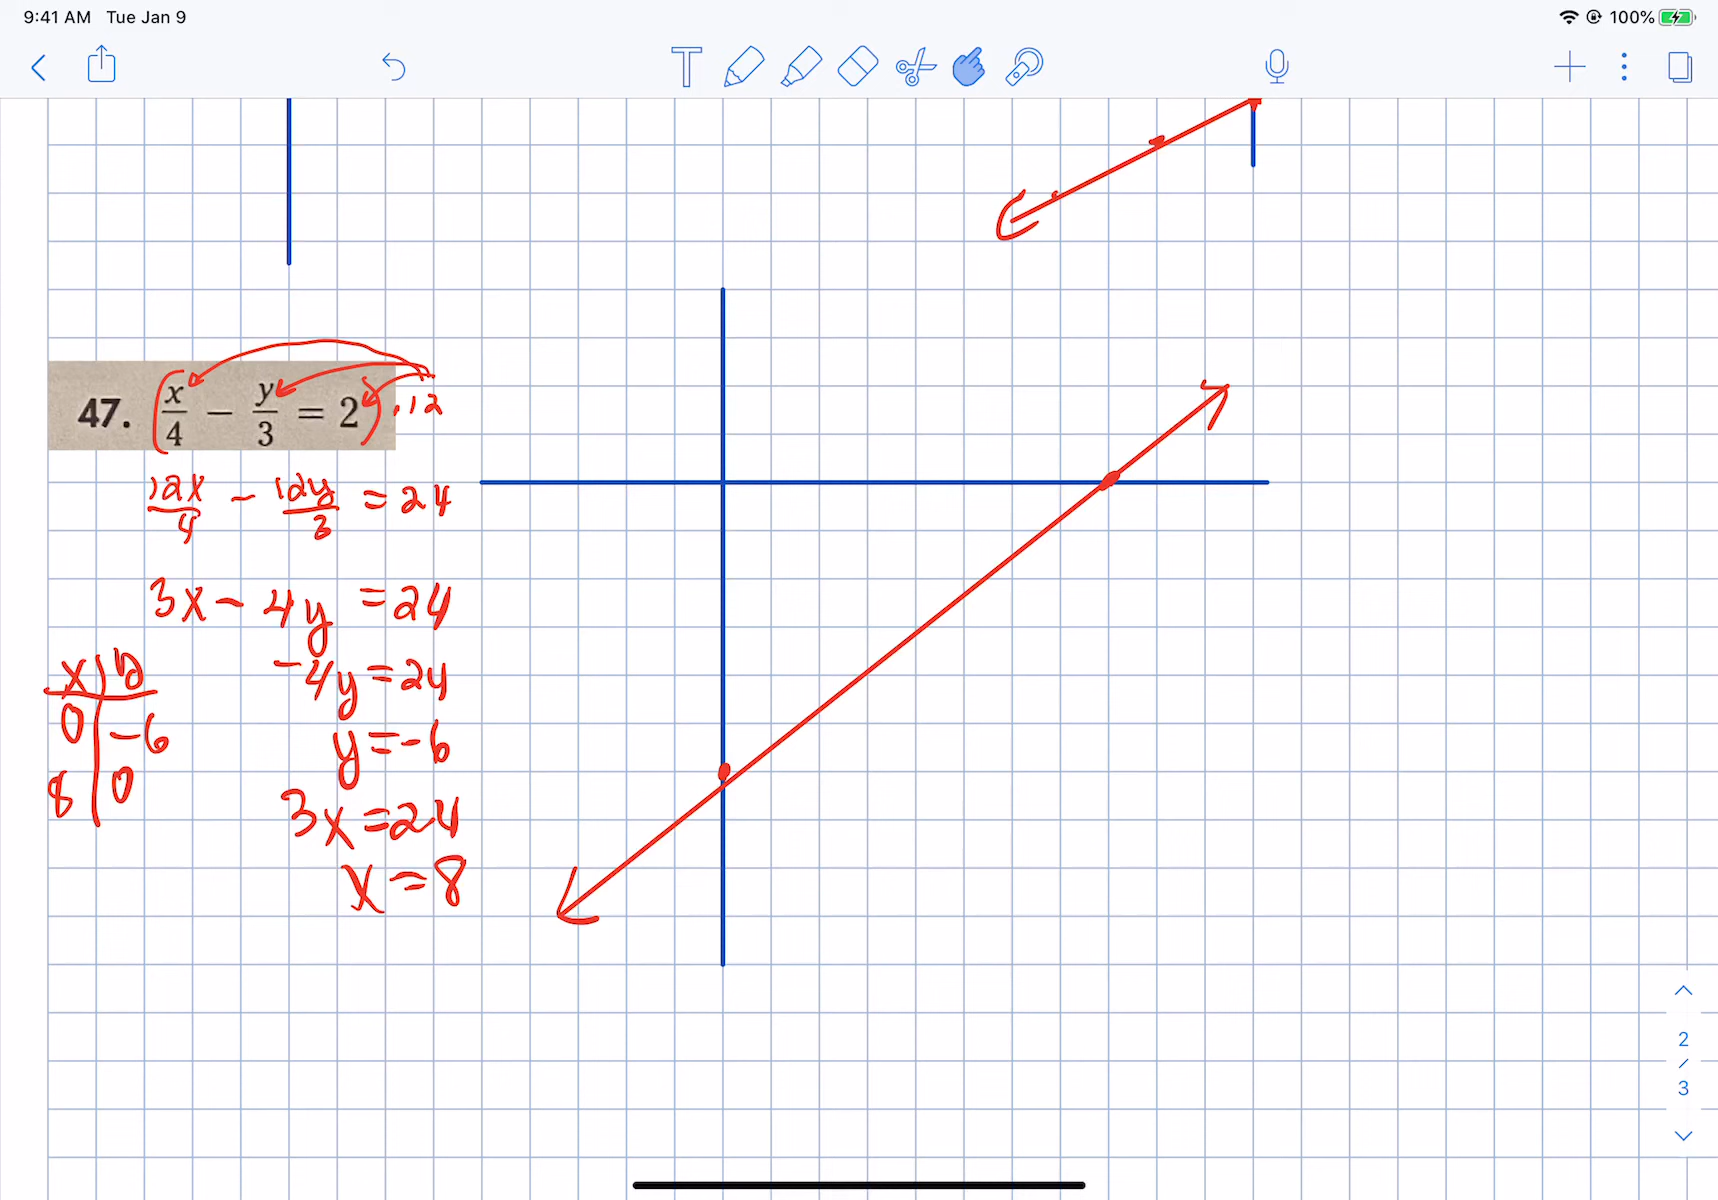 9:41 AM Tue Jan 9
100%
47. (x/4 − y/3 = 2) .12
12x/4 − 12y/3 = 24
3x − 4y = 24
−4y = 24
y = −6
3x = 24
x = 8
x | y
0 | −6
8 | 0
2
/
3